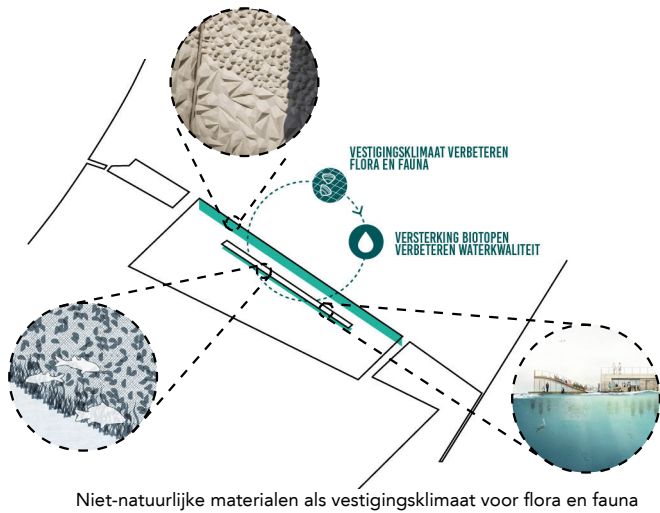 VESTIGINGSKLIMAAT VERBETEREN
FLORA EN FAUNA
VERSTERKING BIOTOPEN
VERBETEREN WATERKWALITEIT
Niet-natuurlijke materialen als vestigingsklimaat voor flora en fauna